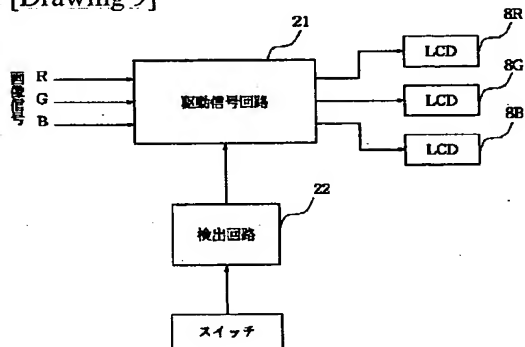 [Drawing 9]
21
8R
LCD
画像信号
R
G
B
駆動信号回路
8G
LCD
8B
LCD
22
検出回路
スイッチ